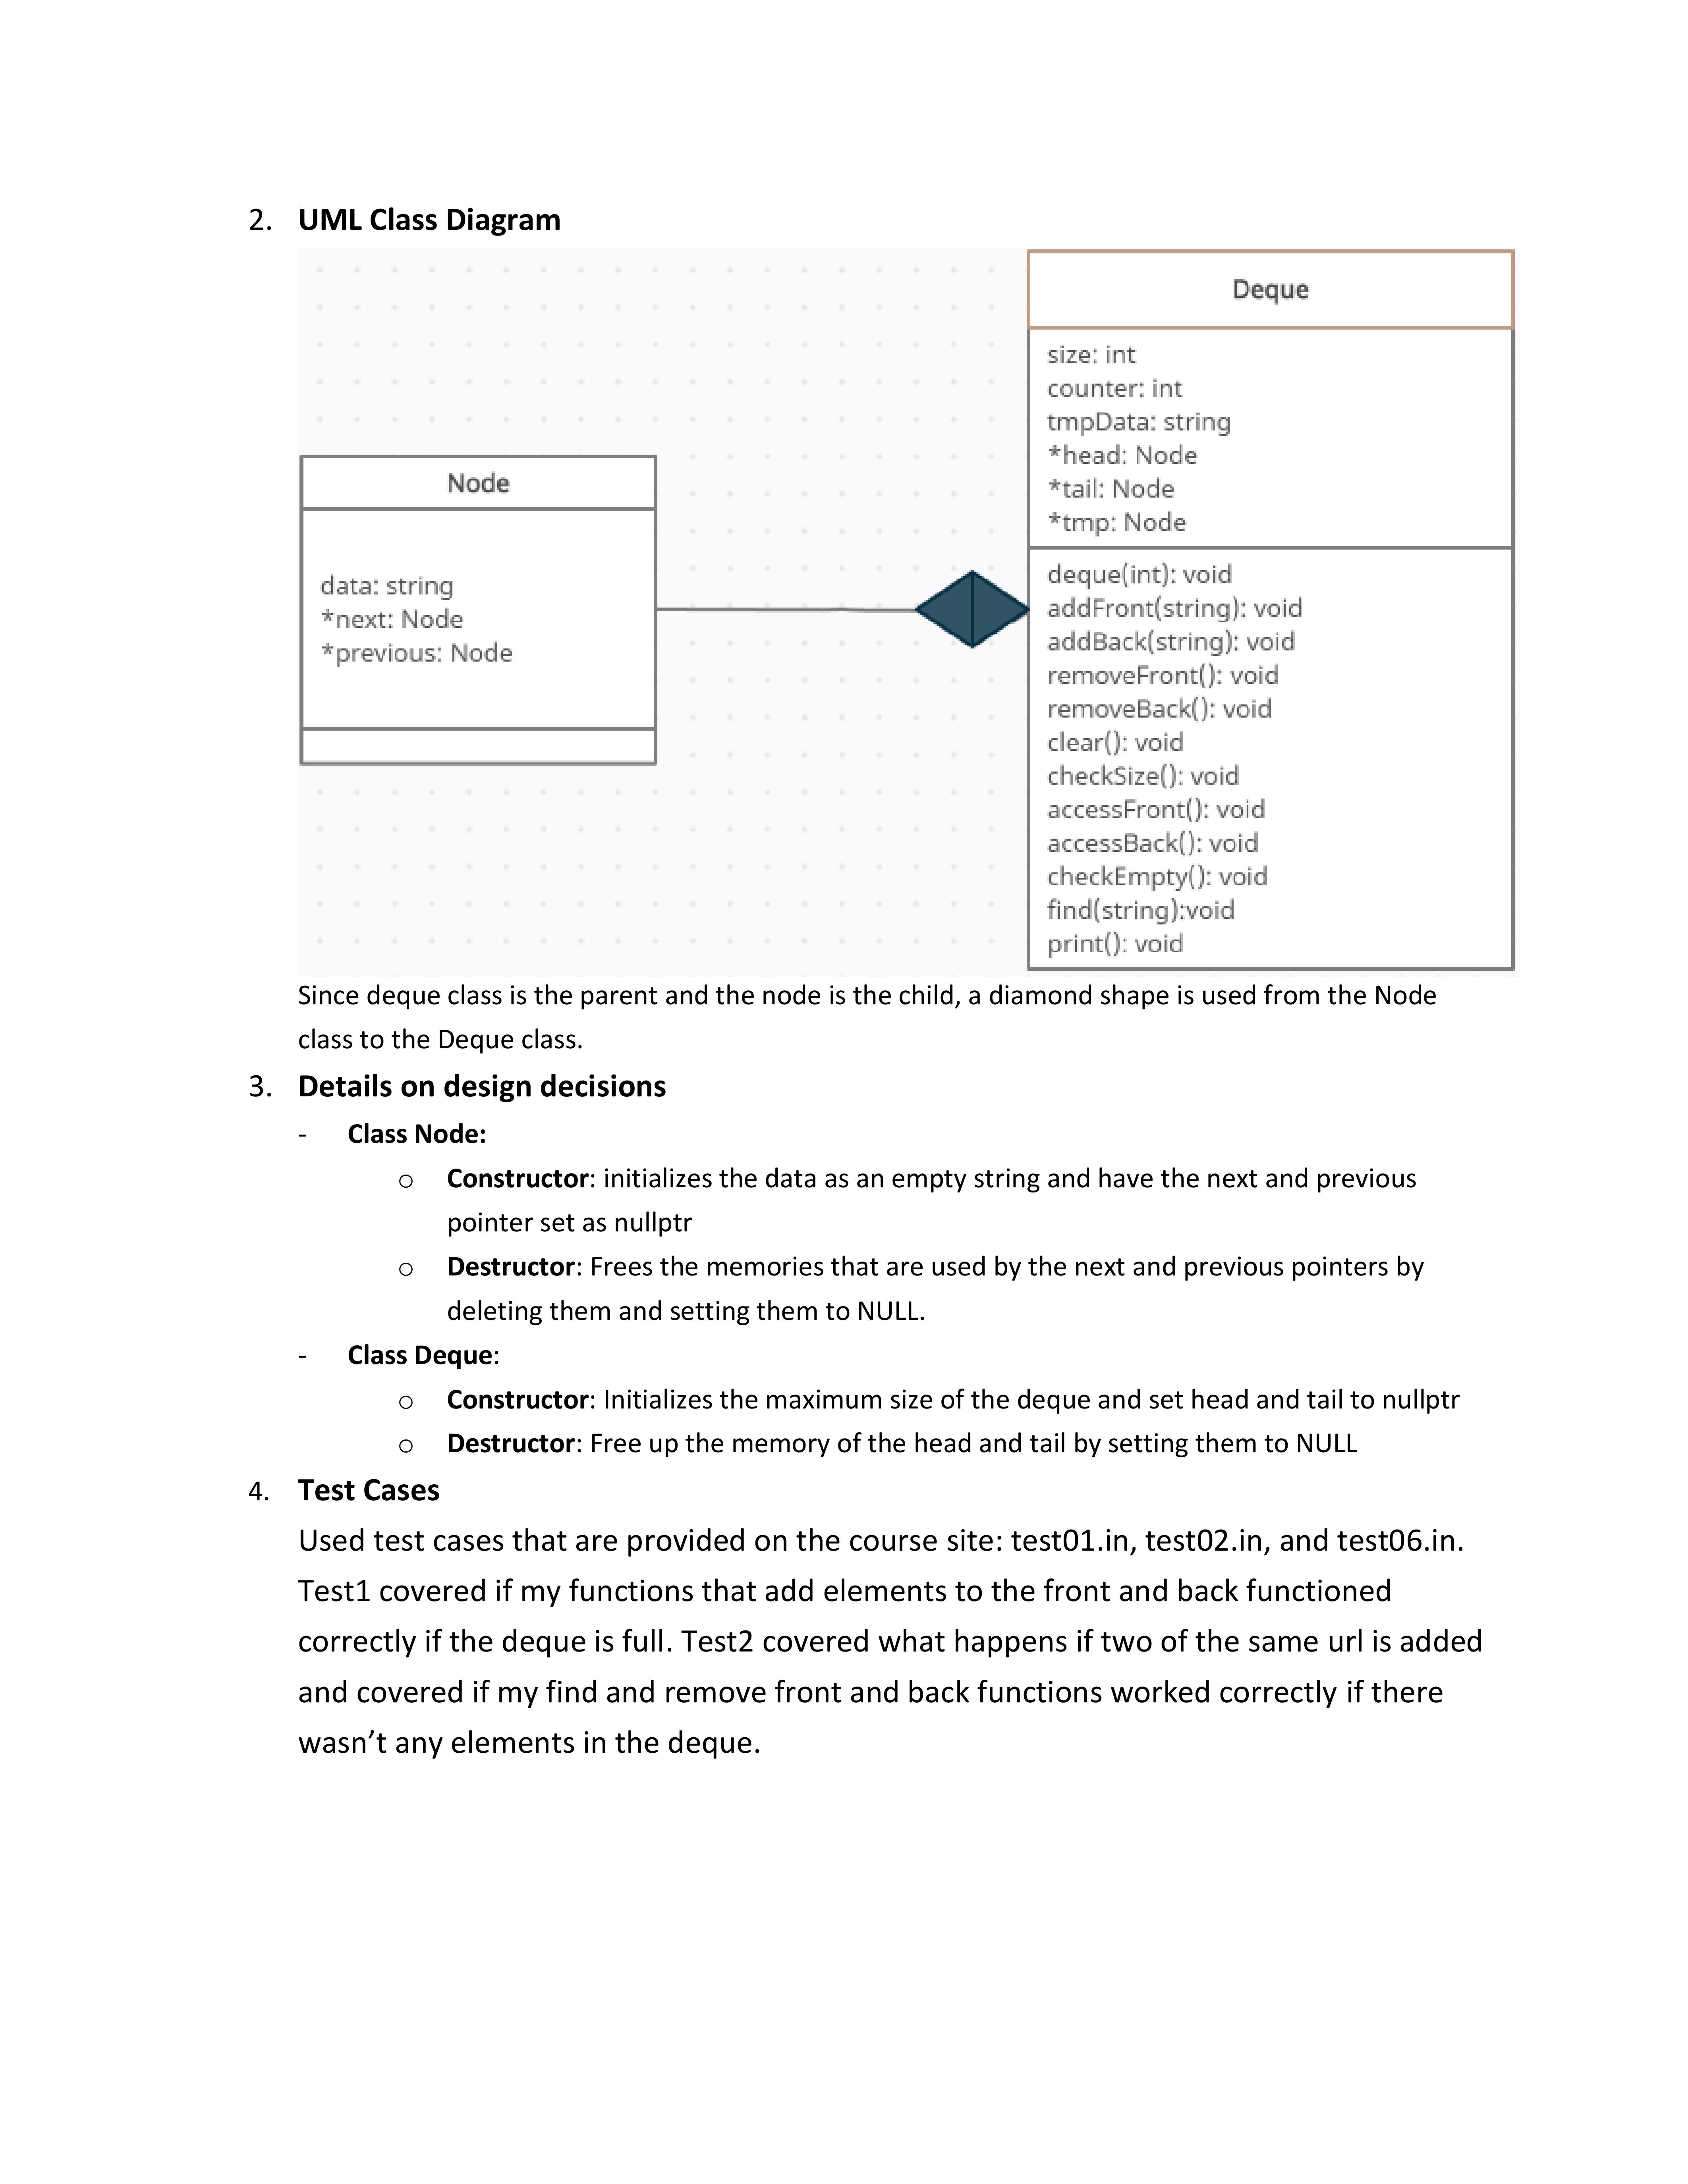 2. UML Class Diagram
Deque
size: int
counter: int
tmpData: string
*head: Node
*tail: Node
*tmp: Node
Node
data: string
*next: Node
*previous: Node
deque(int): void
addFront(string): void
addBack(string): void
removeFront(): void
removeBack(): void
clear(): void
checkSize(): void
accessFront(): void
accessBack(): void
checkEmpty(): void
find(string):void
print(): void
Since deque class is the parent and the node is the child, a diamond shape is used from the Node
class to the Deque class.
3. Details on design decisions
- Class Node:
o Constructor: initializes the data as an empty string and have the next and previous
pointer set as nullptr
o Destructor: Frees the memories that are used by the next and previous pointers by
deleting them and setting them to NULL.
- Class Deque:
o Constructor: Initializes the maximum size of the deque and set head and tail to nullptr
o Destructor: Free up the memory of the head and tail by setting them to NULL
4. Test Cases
Used test cases that are provided on the course site: test01.in, test02.in, and test06.in.
Test1 covered if my functions that add elements to the front and back functioned
correctly if the deque is full. Test2 covered what happens if two of the same url is added
and covered if my find and remove front and back functions worked correctly if there
wasn’t any elements in the deque.